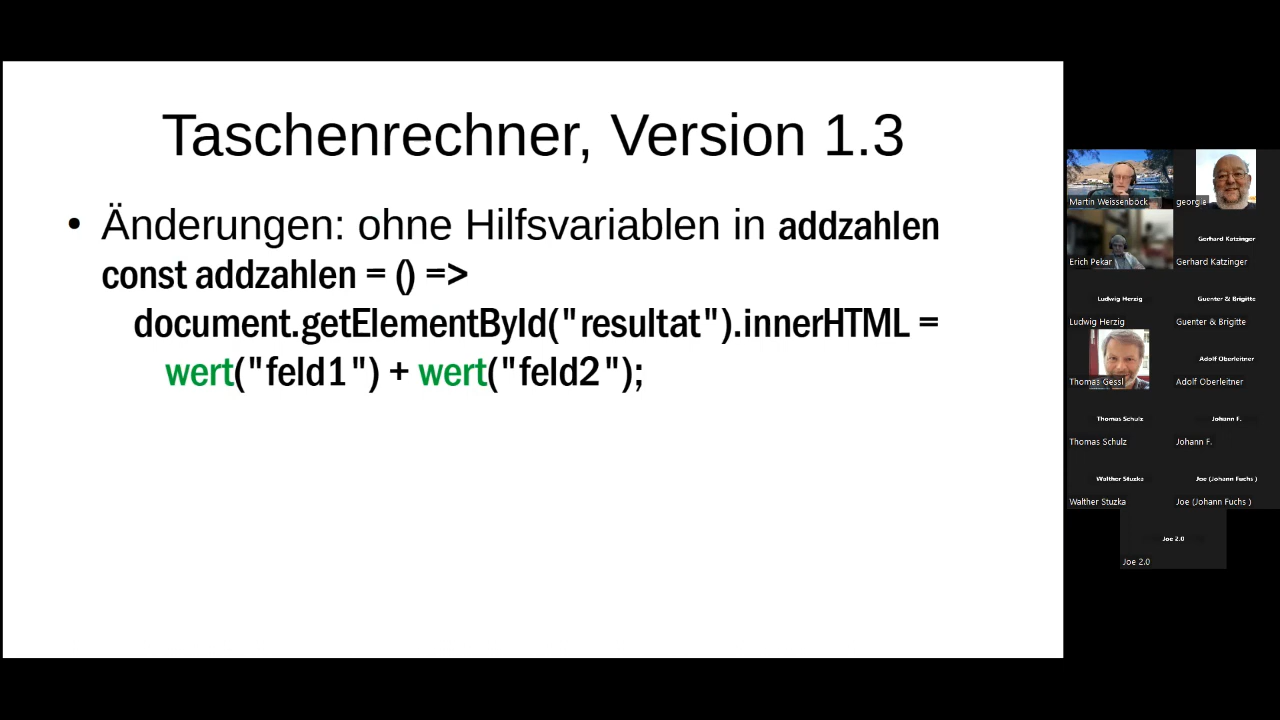 Taschenrechner, Version 1.3
• Änderungen: ohne Hilfsvariablen in addzahlen
const addzahlen = () =>
document.getElementById("resultat").innerHTML =
wert("feld1") + wert("feld2");
Martin Weissenböck
georgie
Erich Pekar
Gerhard Katzinger
Gerhard Katzinger
Ludwig Herzig
Ludwig Herzig
Guenter & Brigitte
Guenter & Brigitte
Thomas Gessl
Adolf Oberleitner
Adolf Oberleitner
Thomas Schulz
Thomas Schulz
Johann F.
Johann F.
Walther Stuzka
Walther Stuzka
Joe (Johann Fuchs )
Joe (Johann Fuchs )
Joe 2.0
Joe 2.0